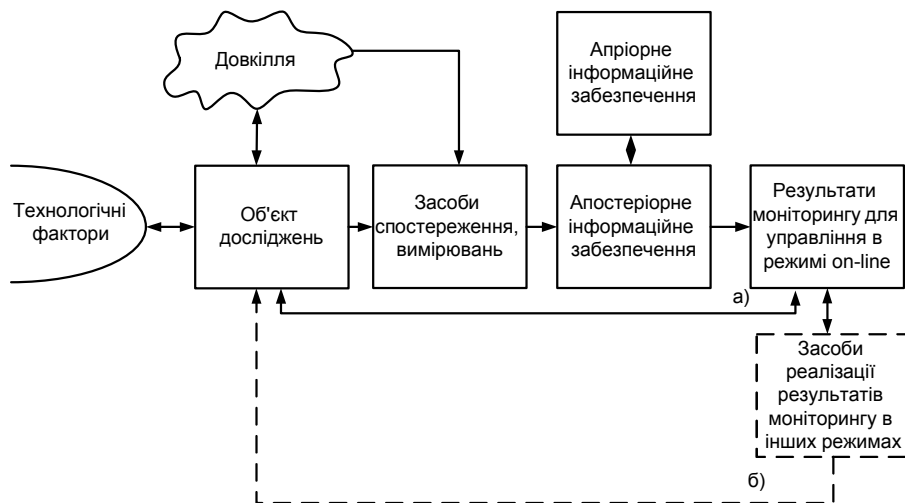 Довкілля
Апріорне
інформаційне
забезпечення
Технологічні
фактори
Об'єкт
досліджень
Засоби
спостереження,
вимірювань
Апостеріорне
інформаційне
забезпечення
Результати
моніторингу для
управління в
режимі on-line
а)
Засоби
реалізації
результатів
моніторингу в
інших режимах
б)